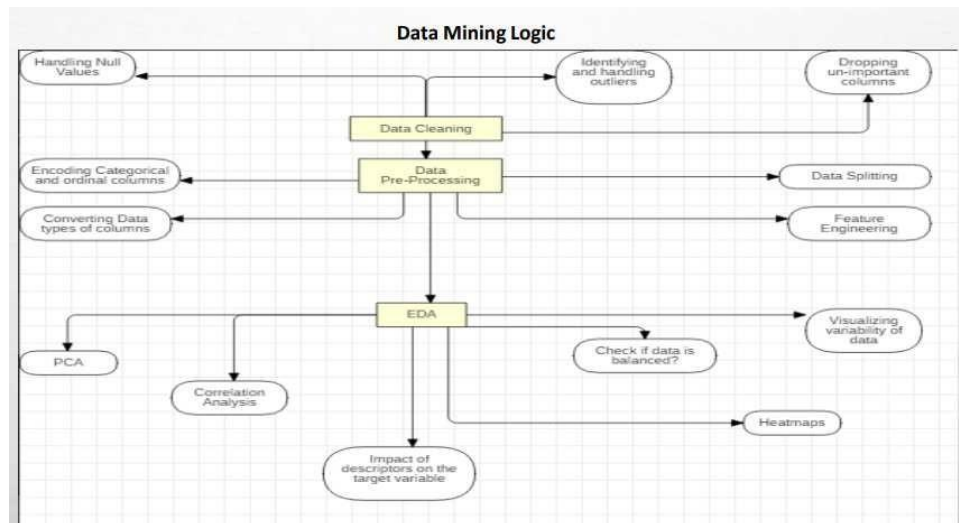 Data Mining Logic
Handling Null
Values
Identifying
and handling
outliers
Dropping
un-important
columns
Data Cleaning
Encoding Categorical
and ordinal columns
Data
Pre-Processing
Data Splitting
Converting Data
types of columns
Feature
Engineering
EDA
Visualizing
variability of
data
PCA
Check if data is
balanced?
Correlation
Analysis
Heatmaps
Impact of
descriptors on the
target variable